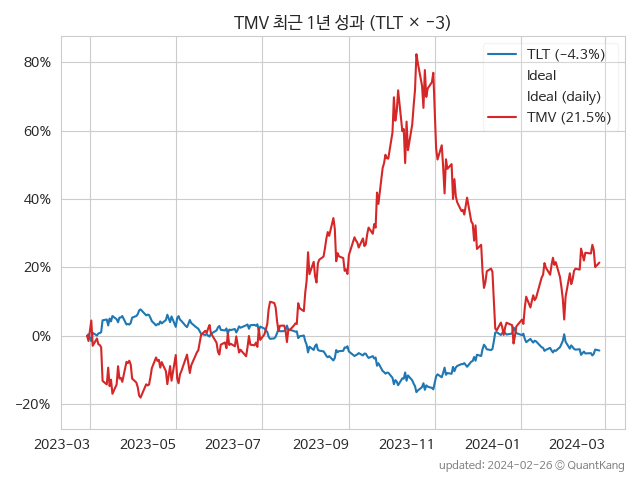 TMV 최근 1년 성과 (TLT × −3)
TLT (−4.3%)
Ideal
Ideal (daily)
TMV (21.5%)
80%
60%
40%
20%
0%
−20%
2023−03 2023−05 2023−07 2023−09 2023−11 2024−01 2024−03
updated: 2024−02−26 © QuantKang